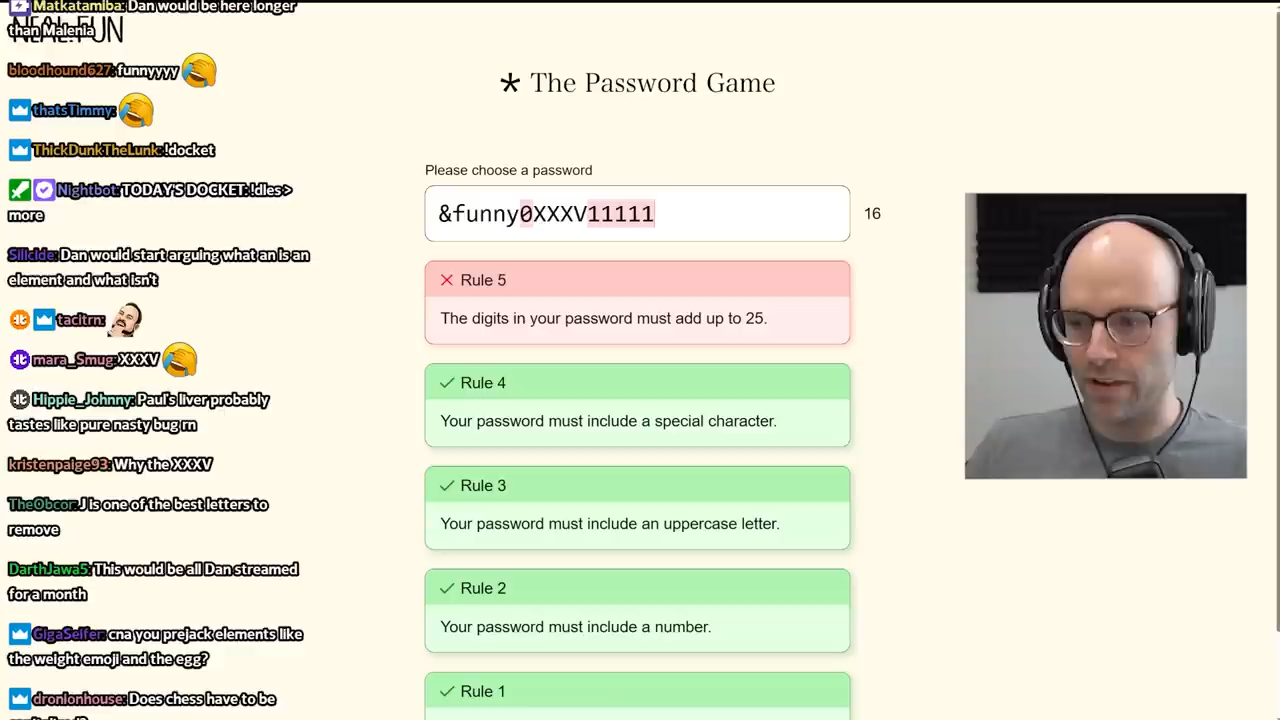 Matkatamiba: Dan would be here longer
than Malenia
NEAL.FUN
bloodhound627: funnyyyy
thatsTimmy:
ThickDunkTheLunk: !docket
Nightbot: TODAY'S DOCKET: !dles >
more
Silicide: Dan would start arguing what an is an
element and what isn't
tacitrn:
mara_Smug: XXXV
Hippie_Johnny: Paul's liver probably
tastes like pure nasty bug rn
kristenpaige93: Why the XXXV
TheObcor: J is one of the best letters to
remove
DarthJawa5: This would be all Dan streamed
for a month
GigaSelfer: cna you prejack elements like
the weight emoji and the egg?
dronionhouse: Does chess have to be
* The Password Game
Please choose a password
&funny0XXXV11111
16
Rule 5
The digits in your password must add up to 25.
Rule 4
Your password must include a special character.
Rule 3
Your password must include an uppercase letter.
Rule 2
Your password must include a number.
Rule 1